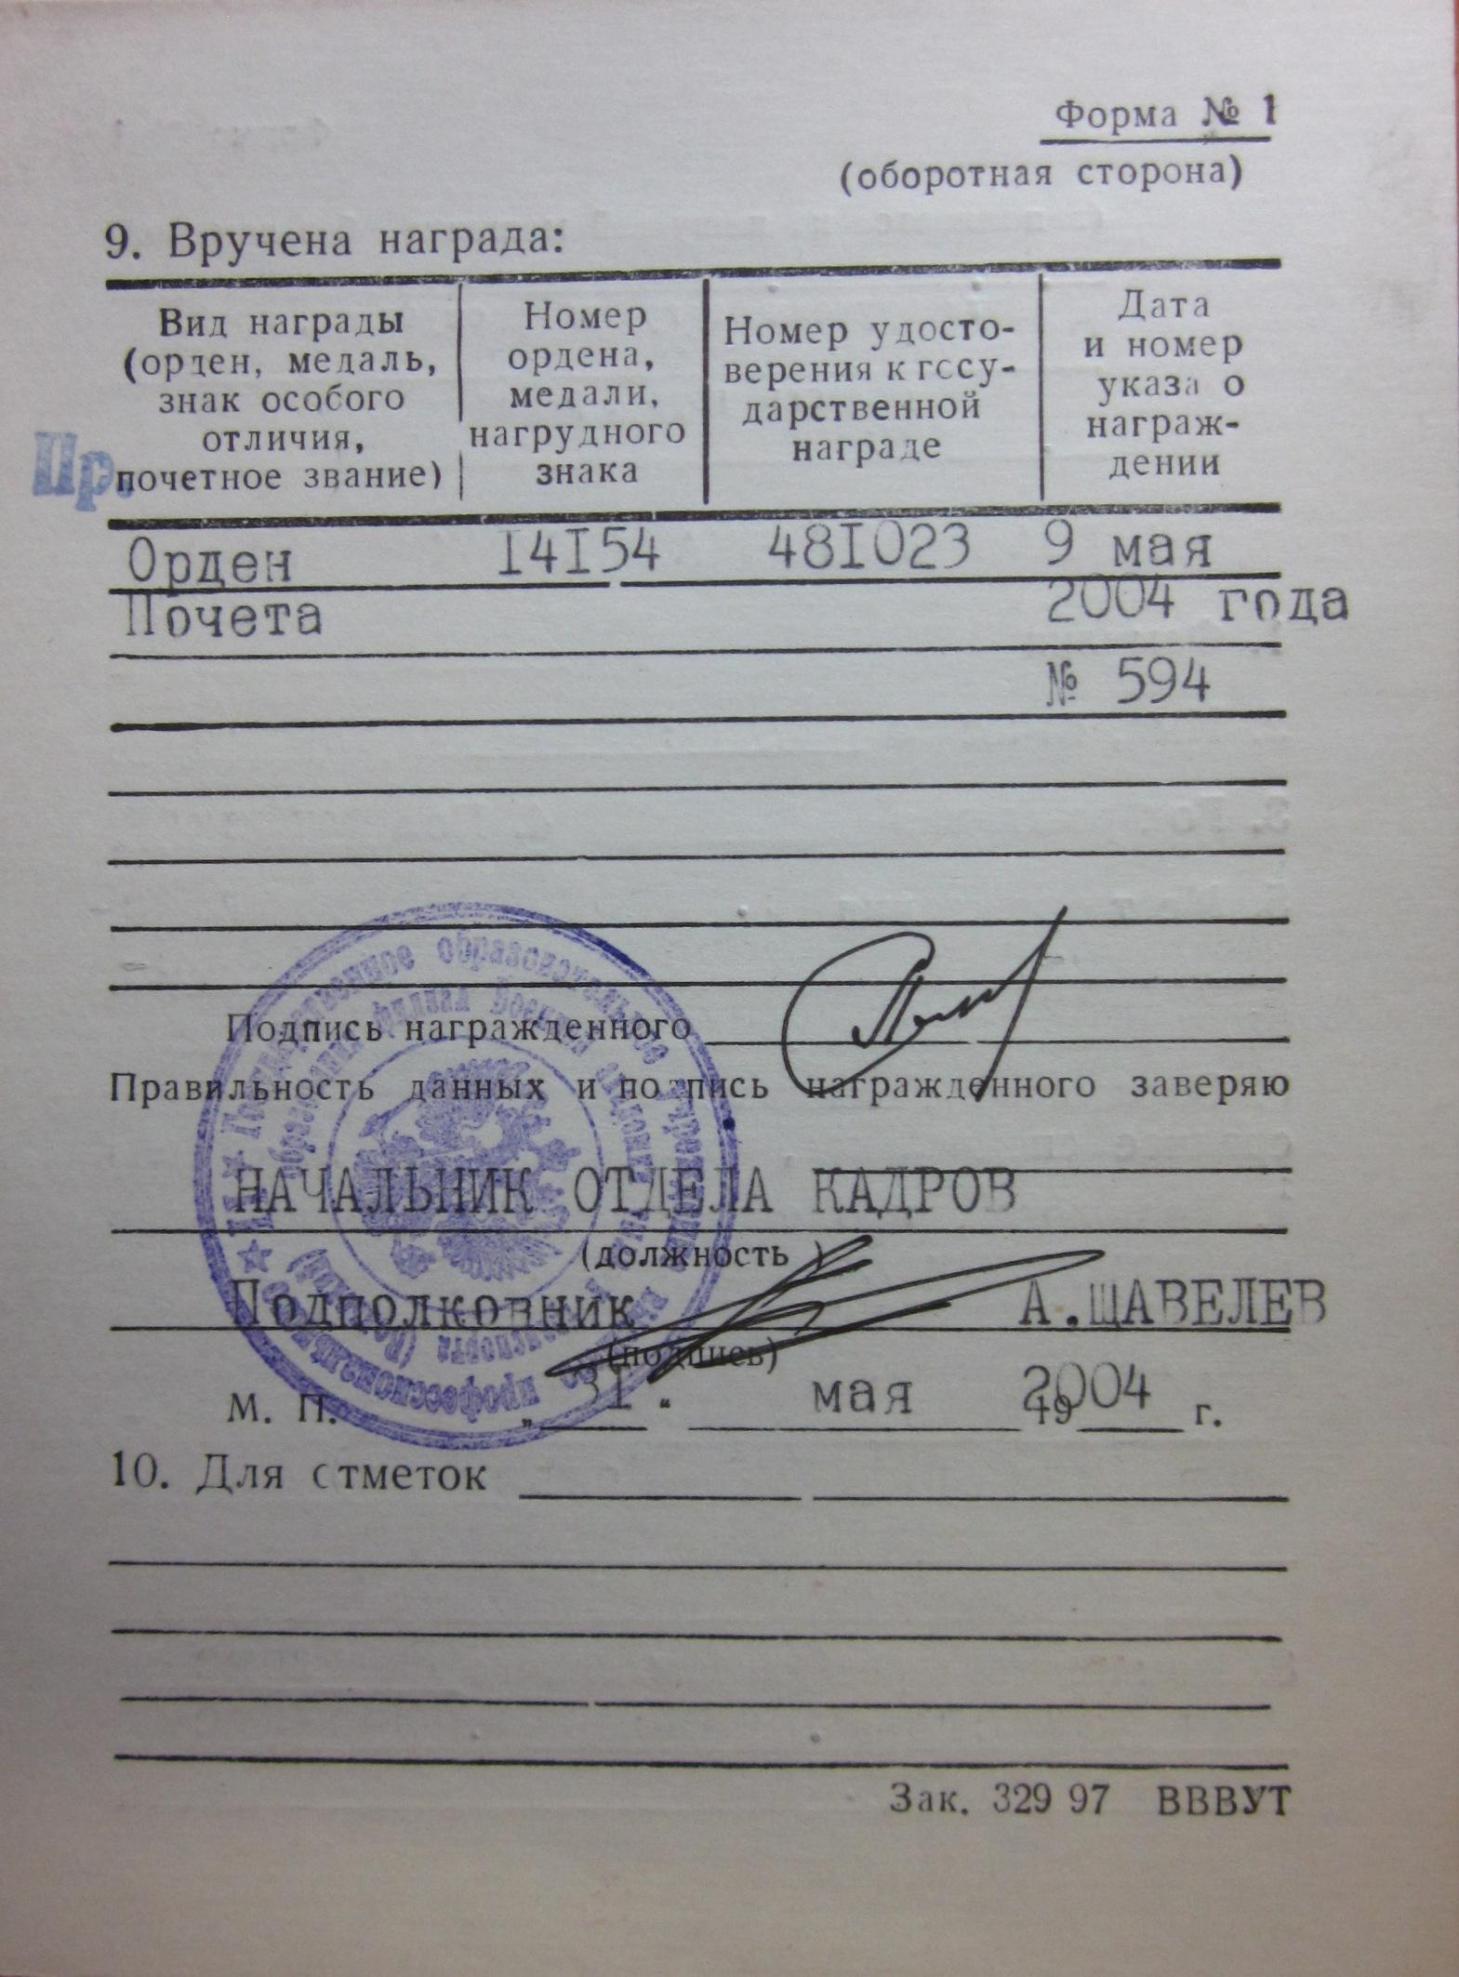 Форма № 1
(оборотная сторона)
9. Вручена награда:
Вид награды
(орден, медаль,
знак особого
отличия,
почетное звание)
Номер
ордена,
медали,
нагрудного
знака
Номер удосто-
верения к госу-
дарственной
награде
Дата
и номер
указа о
награж-
дении
Пр.
Орден 14I54 48I023 9 мая
Почета 2004 года
№ 594
Подпись награжденного
Правильность данных и подпись награжденного заверяю
НАЧАЛЬНИК ОТДЕЛА КАДРОВ
(должность)
Подполковник А.ЩАВЕЛЕВ
(подпись)
М. П. „ 3I “ мая 2004 г.
10. Для отметок
Зак. 329 97 ВВВУТ